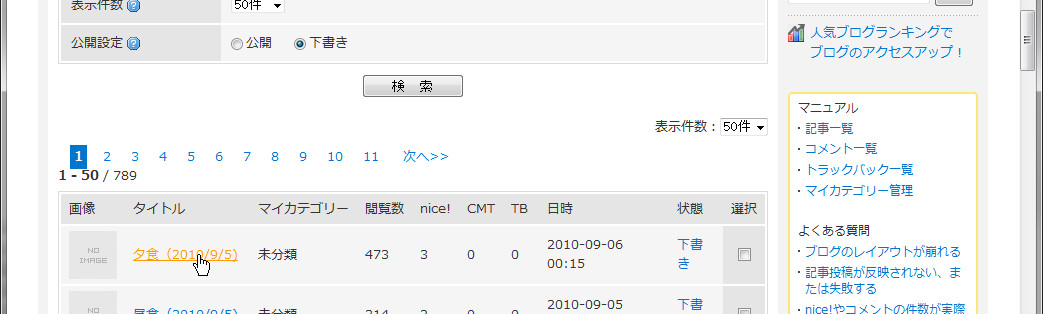 表示件数 50件
公開設定 公開 下書き
検 索
表示件数：50件
1 2 3 4 5 6 7 8 9 10 11 次へ>>
1 - 50 / 789
画像 タイトル マイカテゴリー 閲覧数 nice! CMT TB 日時 状態 選択
NO IMAGE 夕食（2010/9/5） 未分類 473 3 0 0 2010-09-06 下書
00:15 き
NO 昼食（2010/9/5） 未分類 314 3 0 0 2010-09-05 下書
人気ブログランキングで
ブログのアクセスアップ！
マニュアル
・記事一覧
・コメント一覧
・トラックバック一覧
・マイカテゴリー管理
よくある質問
・ブログのレイアウトが崩れる
・記事投稿が反映されない、ま
たは失敗する
・nice!やコメントの件数が実際